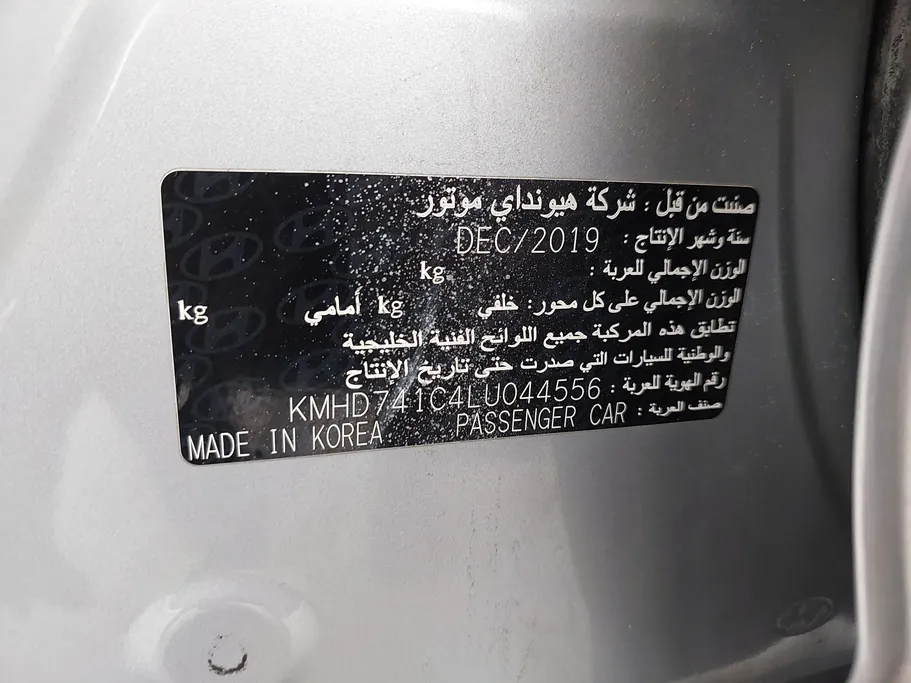 صنعت من قبل : شركة هيونداي موتور
سنة وشهر الإنتاج : DEC/2019
الوزن الإجمالي للعربة : kg
الوزن الإجمالي على كل محور : خلفي kg أمامي kg
تطابق هذه المركبة جميع اللوائح الفنية الخليجية
والوطنية للسيارات التي صدرت حتى تاريخ الإنتاج
رقم الهوية للعربة : KMHD741C4LU044556
صنف العربة : PASSENGER CAR
MADE IN KOREA